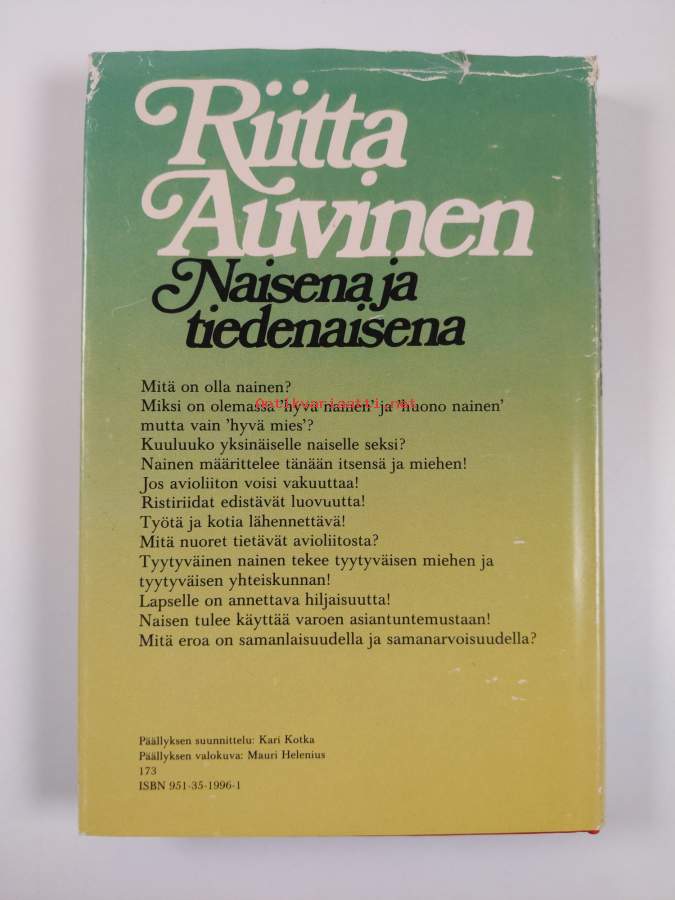 Riitta
Auvinen
Naisena ja
tiedenaisena
Mitä on olla nainen?
Miksi on olemassa 'hyvä nainen' ja 'huono nainen'
Antikvariaatti.net
mutta vain 'hyvä mies'?
Kuuluuko yksinäiselle naiselle seksi?
Nainen määrittelee tänään itsensä ja miehen!
Jos avioliiton voisi vakuuttaa!
Ristiriidat edistävät luovuutta!
Työtä ja kotia lähennettävä!
Mitä nuoret tietävät avioliitosta?
Tyytyväinen nainen tekee tyytyväisen miehen ja
tyytyväisen yhteiskunnan!
Lapselle on annettava hiljaisuutta!
Naisen tulee käyttää varoen asiantuntemustaan!
Mitä eroa on samanlaisuudella ja samanarvoisuudella?
Päällyksen suunnittelu: Kari Kotka
Päällyksen valokuva: Mauri Helenius
173
ISBN 951-35-1996-1